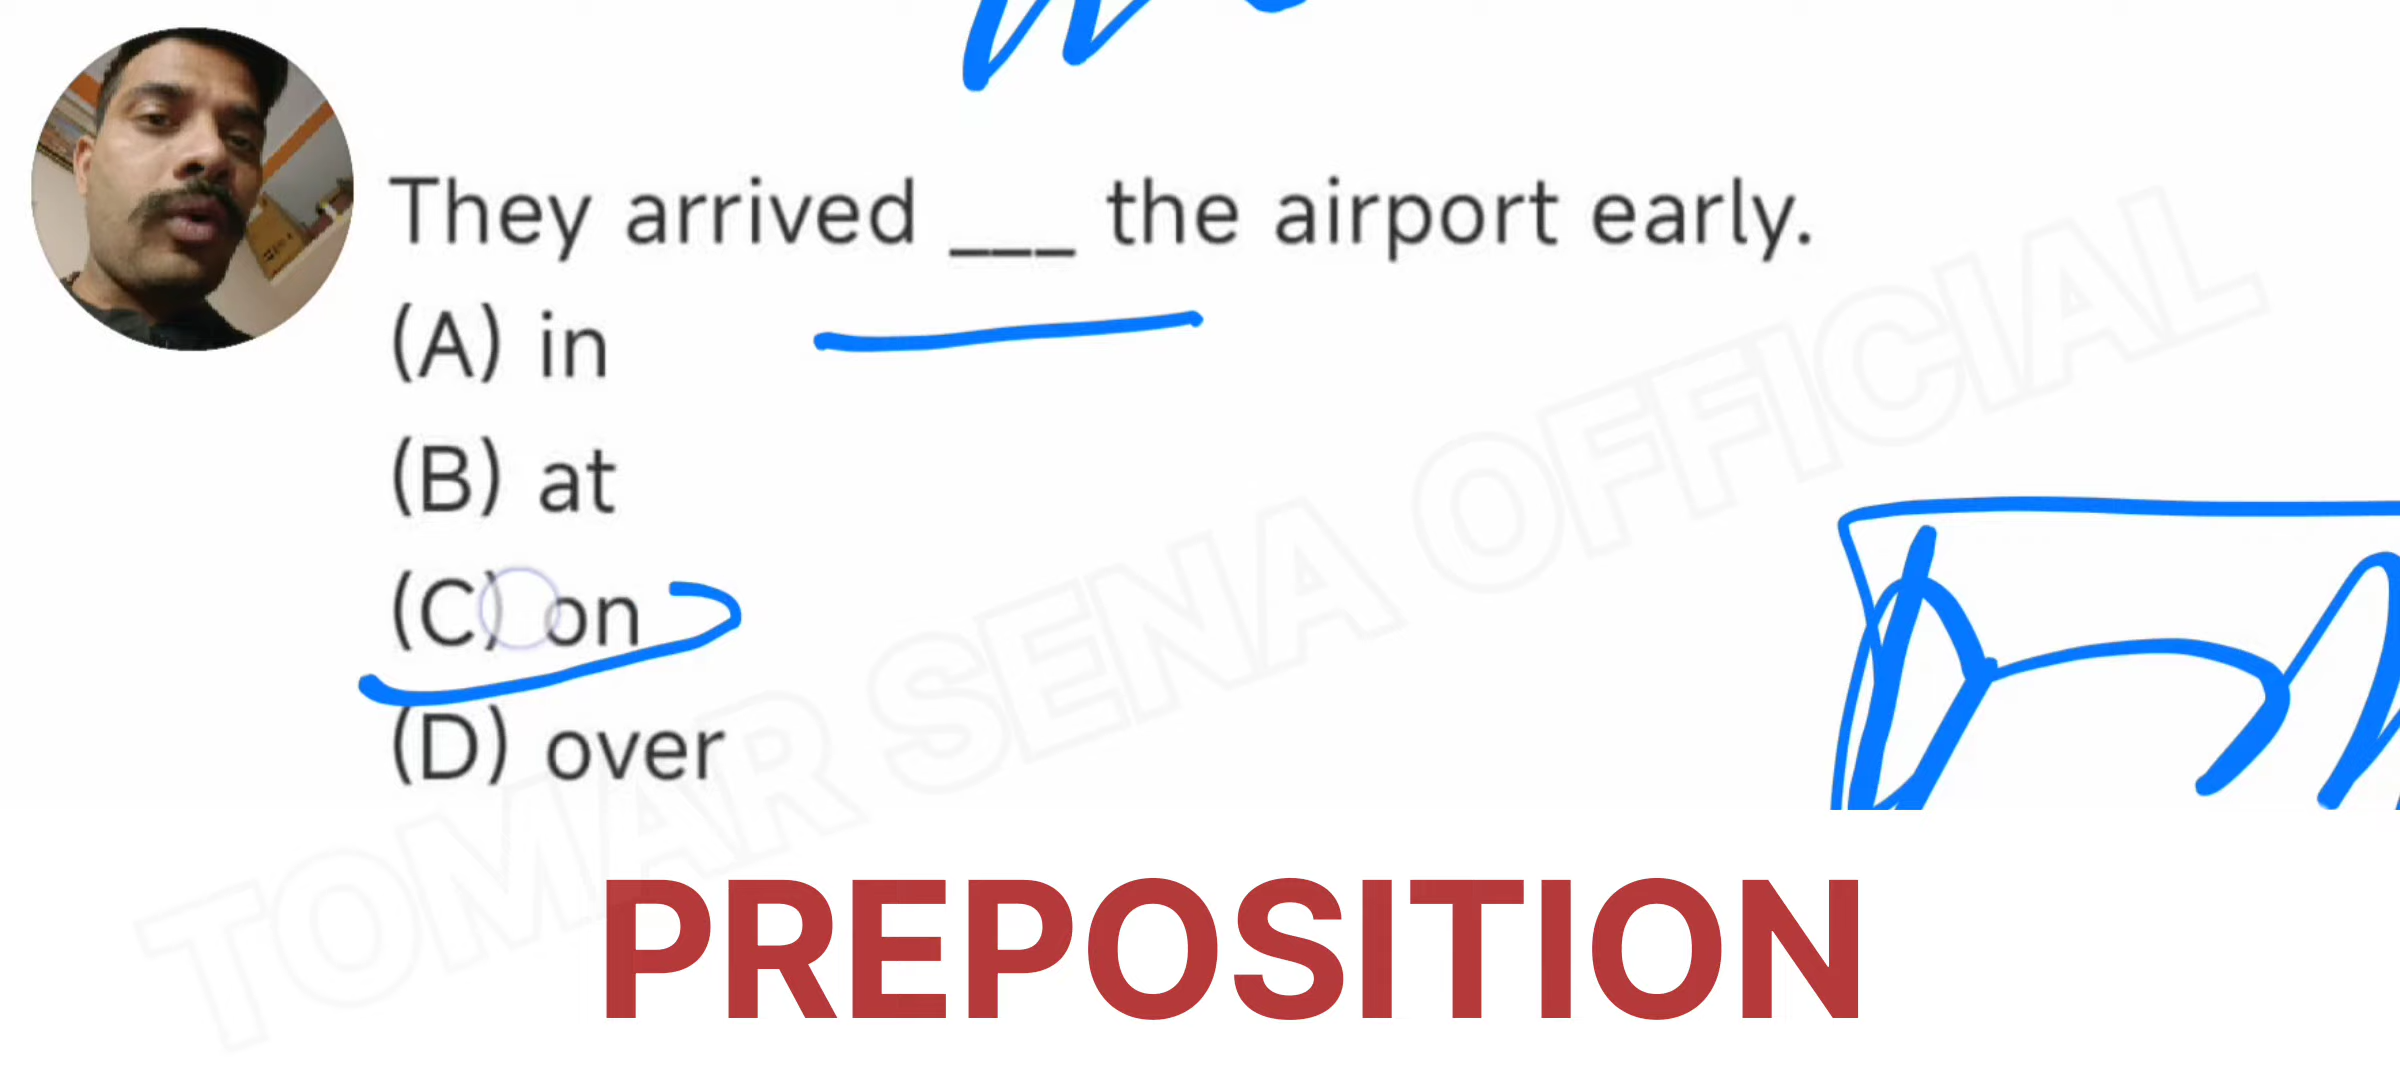 They arrived ___ the airport early.
(A) in
(B) at
(C) on
(D) over
TOMAR SENA OFFICIAL
PREPOSITION